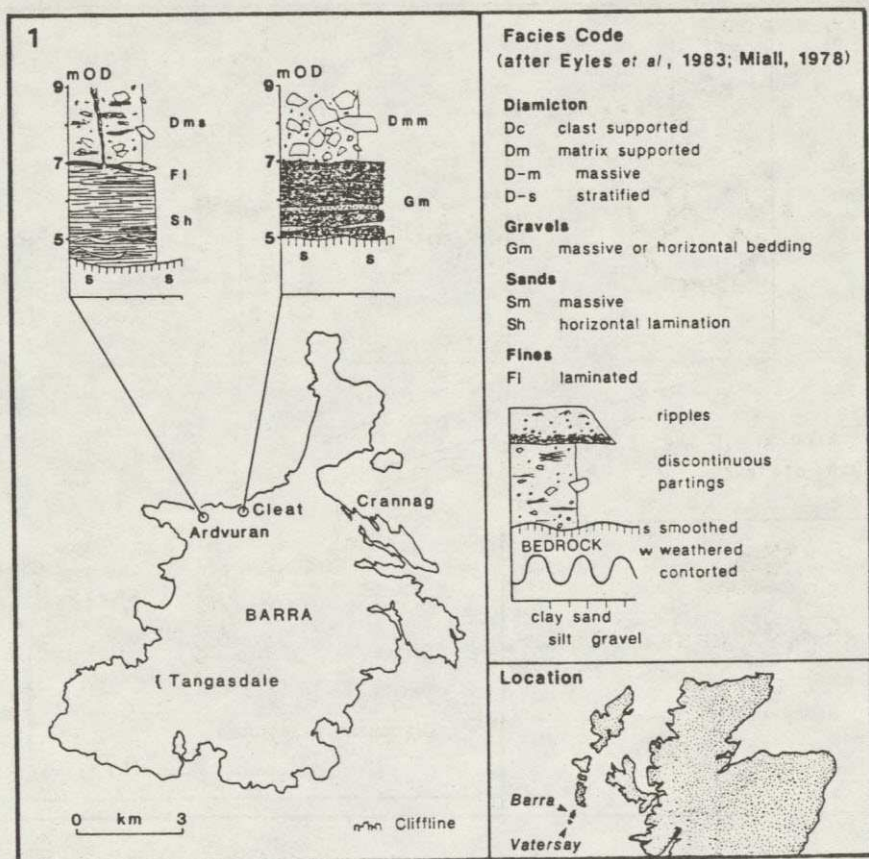 1
mOD
9
7
5
Dms
Fl
Sh
s s
mOD
9
7
5
Dmm
Gm
s s
Cleat
Ardvuran
Crannag
BARRA
{ Tangasdale
0 km 3
Cliffline
Facies Code
(after Eyles et al, 1983; Miall, 1978)
Diamicton
Dc clast supported
Dm matrix supported
D-m massive
D-s stratified
Gravels
Gm massive or horizontal bedding
Sands
Sm massive
Sh horizontal lamination
Fines
Fl laminated
ripples
discontinuous
partings
s smoothed
BEDROCK w weathered
contorted
clay sand
silt gravel
Location
Barra
Vatersay